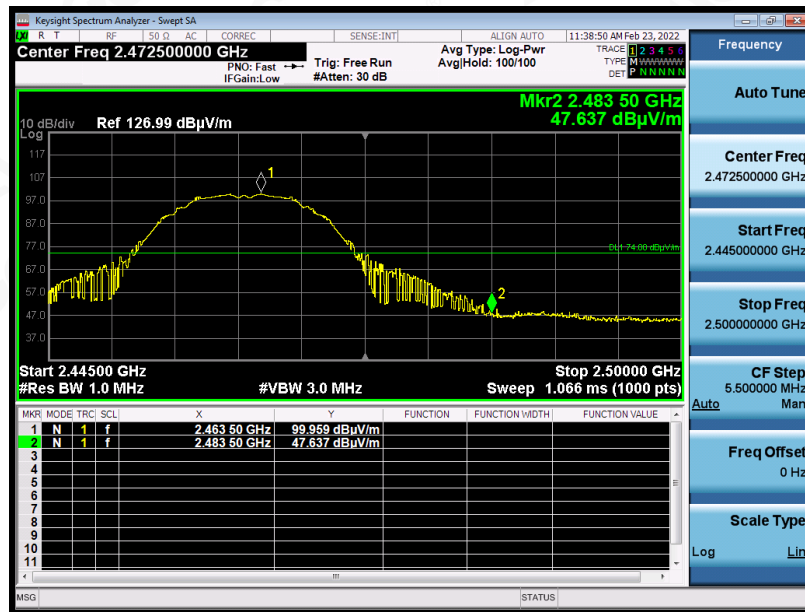 Keysight Spectrum Analyzer - Swept SA
LXI R T RF 50 Ω AC CORREC SENSE:INT ALIGN AUTO 11:38:50 AM Feb 23, 2022
Center Freq 2.472500000 GHz
PNO: Fast
IFGain:Low
Trig: Free Run
#Atten: 30 dB
Avg Type: Log-Pwr
Avg|Hold: 100/100
TRACE 1 2 3 4 5 6
TYPE M WWWWW
DET P N N N N N
Mkr2 2.483 50 GHz
47.637 dBµV/m
10 dB/div Ref 126.99 dBµV/m
Log
117
107
97.0
87.0
77.0
67.0
57.0
47.0
37.0
1
DL1 74.00 dBµV/m
2
Start 2.44500 GHz Stop 2.50000 GHz
#Res BW 1.0 MHz #VBW 3.0 MHz Sweep 1.066 ms (1000 pts)
MKR MODE TRC SCL X Y FUNCTION FUNCTION WIDTH FUNCTION VALUE
1 N 1 f 2.463 50 GHz 99.959 dBµV/m
2 N 1 f 2.483 50 GHz 47.637 dBµV/m
3
4
5
6
7
8
9
10
11
MSG STATUS
Frequency
Auto Tune
Center Freq
2.472500000 GHz
Start Freq
2.445000000 GHz
Stop Freq
2.500000000 GHz
CF Step
5.500000 MHz
Auto Man
Freq Offset
0 Hz
Scale Type
Log Lin